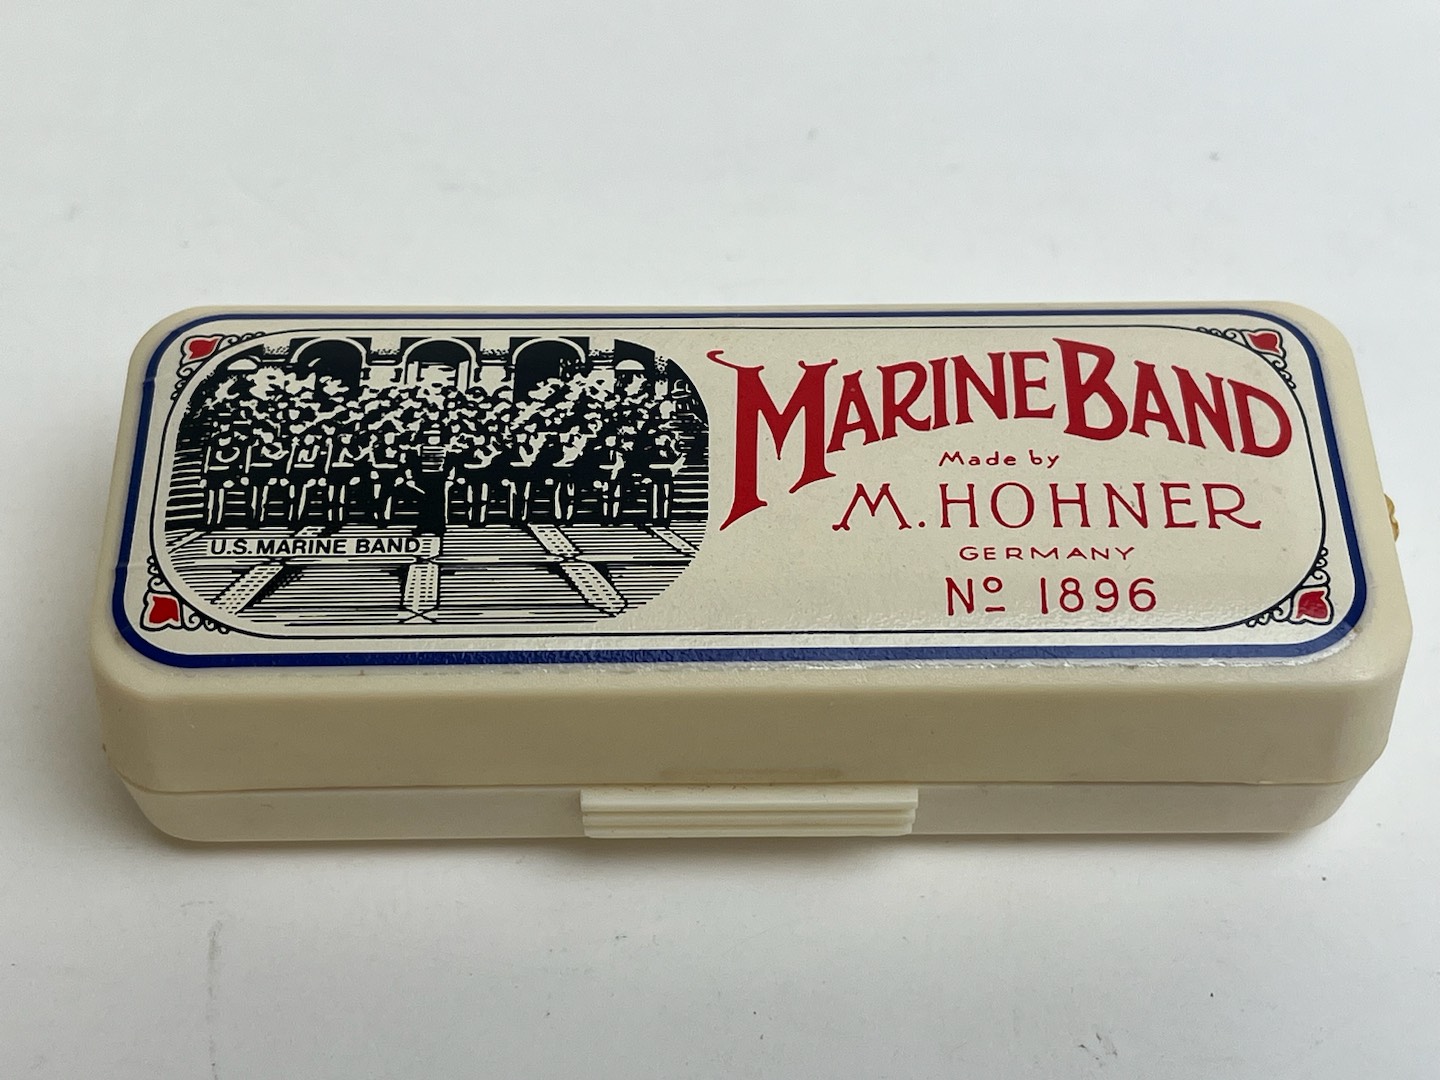 U.S. MARINE BAND
MARINE BAND
Made by
M. HOHNER
GERMANY
Nº 1896